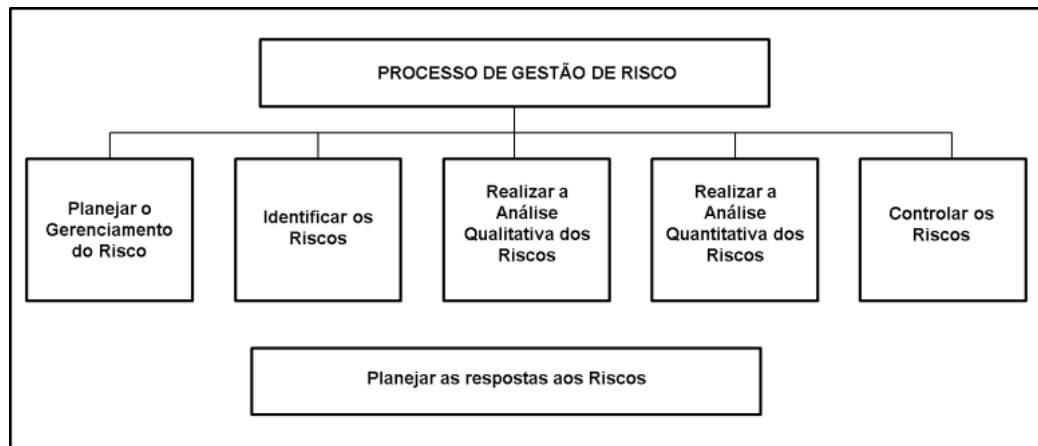 PROCESSO DE GESTÃO DE RISCO
Planejar o
Gerenciamento
do Risco
Identificar os
Riscos
Realizar a
Análise
Qualitativa dos
Riscos
Realizar a
Análise
Quantitativa dos
Riscos
Controlar os
Riscos
Planejar as respostas aos Riscos